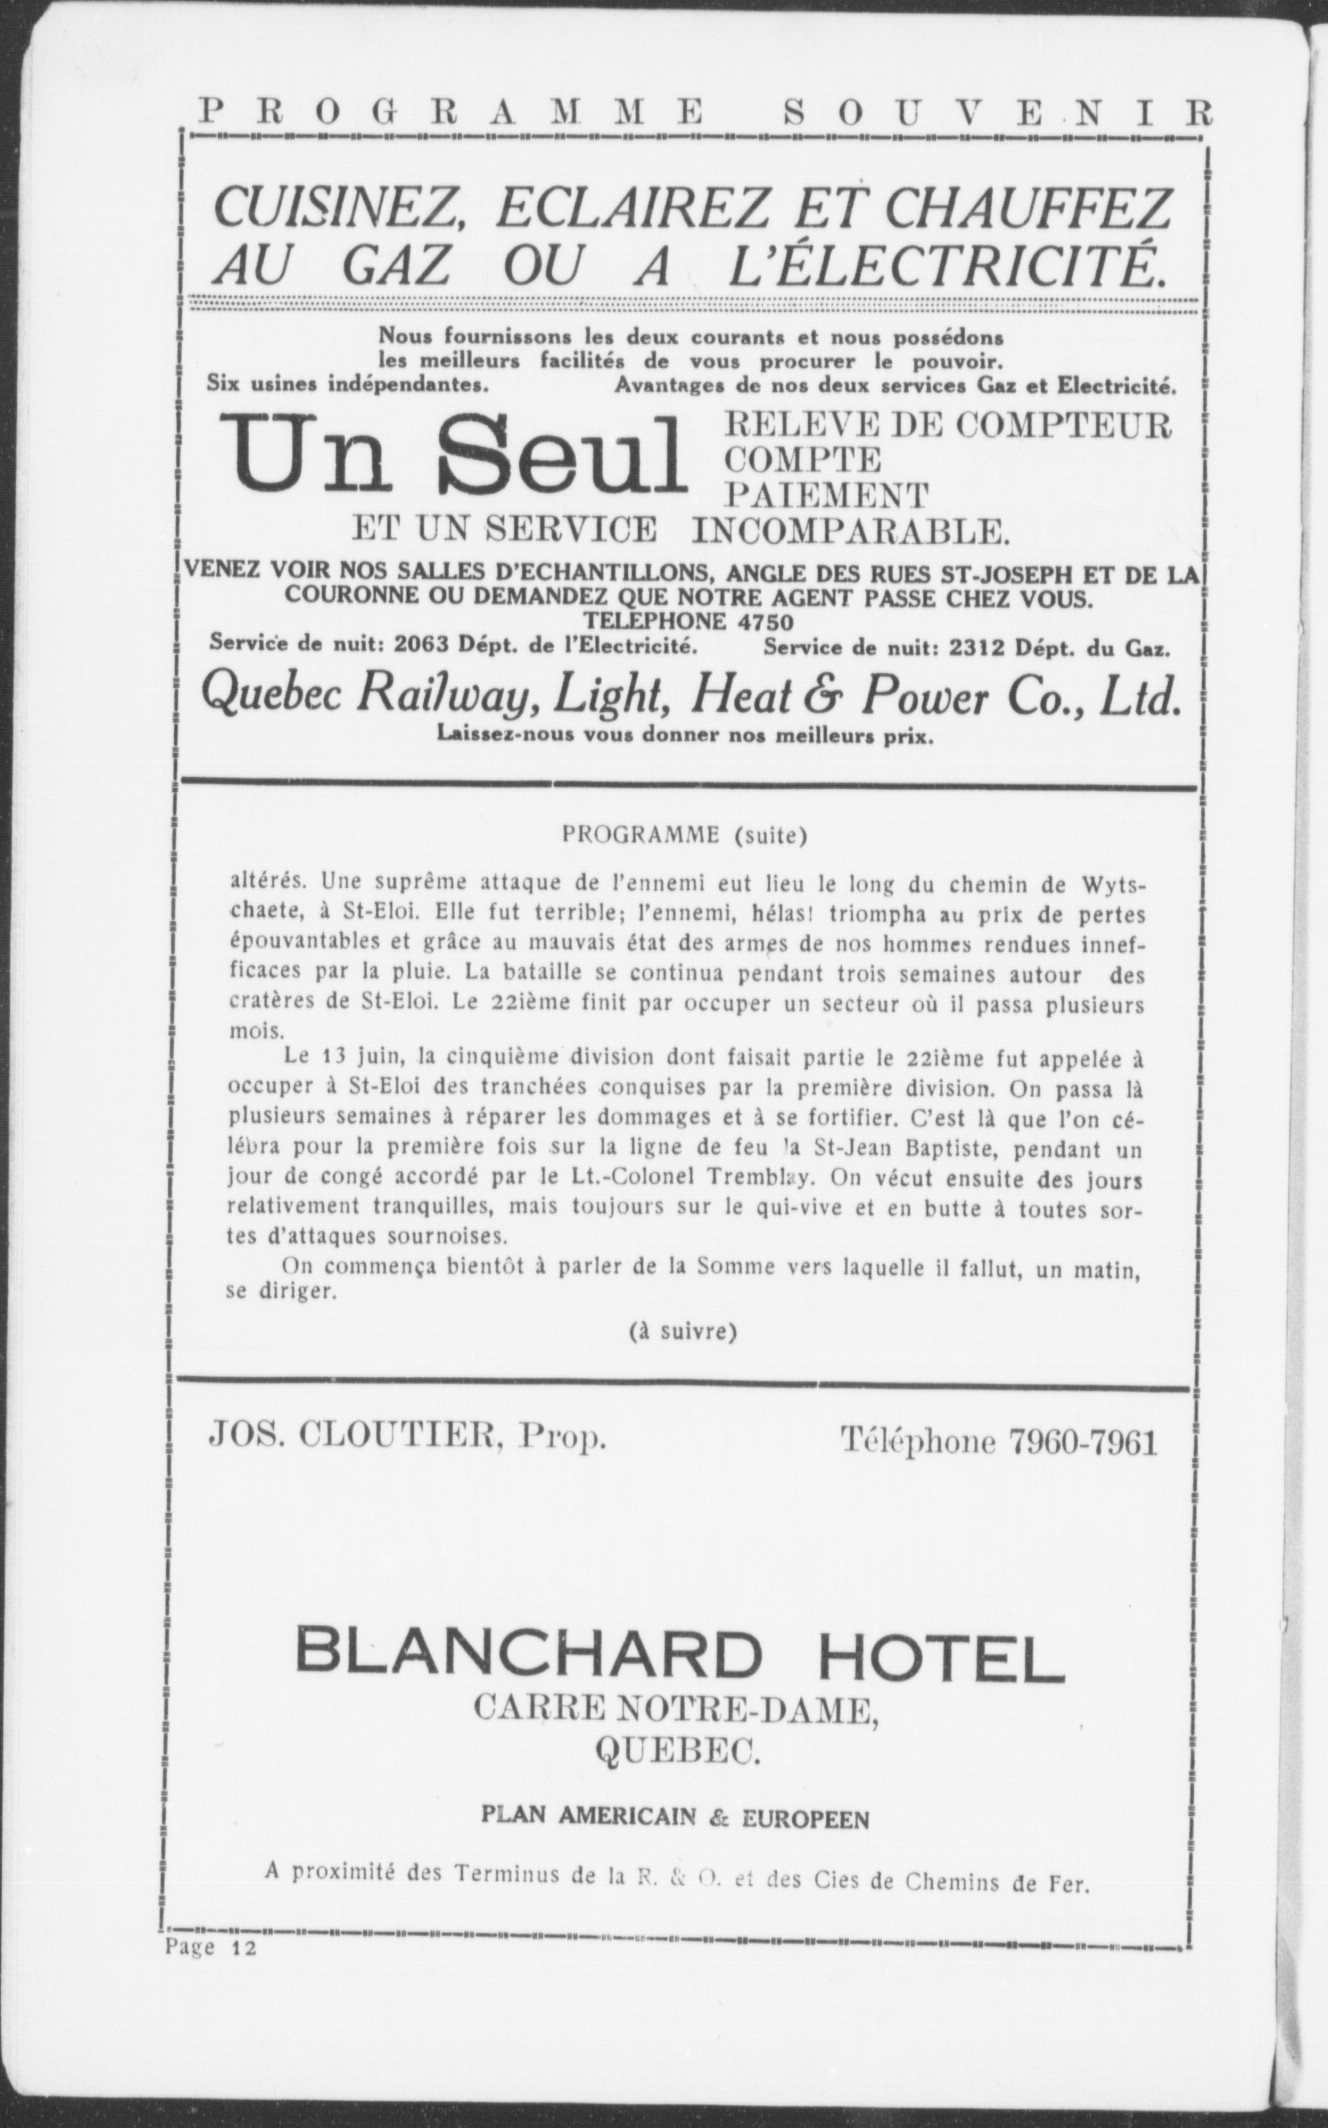 PROGRAMME SOUVENIR
CUISINEZ, ECLAIREZ ET CHAUFFEZ
AU GAZ OU A L'ÉLECTRICITÉ.
Nous fournissons les deux courants et nous possédons
les meilleurs facilités de vous procurer le pouvoir.
Six usines indépendantes. Avantages de nos deux services Gaz et Electricité.
Un Seul
RELEVE DE COMPTEUR
COMPTE
PAIEMENT
ET UN SERVICE INCOMPARABLE.
VENEZ VOIR NOS SALLES D'ECHANTILLONS, ANGLE DES RUES ST-JOSEPH ET DE LA
COURONNE OU DEMANDEZ QUE NOTRE AGENT PASSE CHEZ VOUS.
TELEPHONE 4750
Service de nuit: 2063 Dépt. de l'Electricité. Service de nuit: 2312 Dépt. du Gaz.
Quebec Railway, Light, Heat & Power Co., Ltd.
Laissez-nous vous donner nos meilleurs prix.
PROGRAMME (suite)
altérés. Une suprême attaque de l'ennemi eut lieu le long du chemin de Wyts-
chaete, à St-Eloi. Elle fut terrible; l'ennemi, hélas! triompha au prix de pertes
épouvantables et grâce au mauvais état des armes de nos hommes rendues innef-
ficaces par la pluie. La bataille se continua pendant trois semaines autour des
cratères de St-Eloi. Le 22ième finit par occuper un secteur où il passa plusieurs
mois.
Le 13 juin, la cinquième division dont faisait partie le 22ième fut appelée à
occuper à St-Eloi des tranchées conquises par la première division. On passa là
plusieurs semaines à réparer les dommages et à se fortifier. C'est là que l'on cé-
lébra pour la première fois sur la ligne de feu la St-Jean Baptiste, pendant un
jour de congé accordé par le Lt.-Colonel Tremblay. On vécut ensuite des jours
relativement tranquilles, mais toujours sur le qui-vive et en butte à toutes sor-
tes d'attaques sournoises.
On commença bientôt à parler de la Somme vers laquelle il fallut, un matin,
se diriger.
(à suivre)
JOS. CLOUTIER, Prop. Téléphone 7960-7961
BLANCHARD HOTEL
CARRE NOTRE-DAME,
QUEBEC.
PLAN AMERICAIN & EUROPEEN
A proximité des Terminus de la R. & O. et des Cies de Chemins de Fer.
Page 12